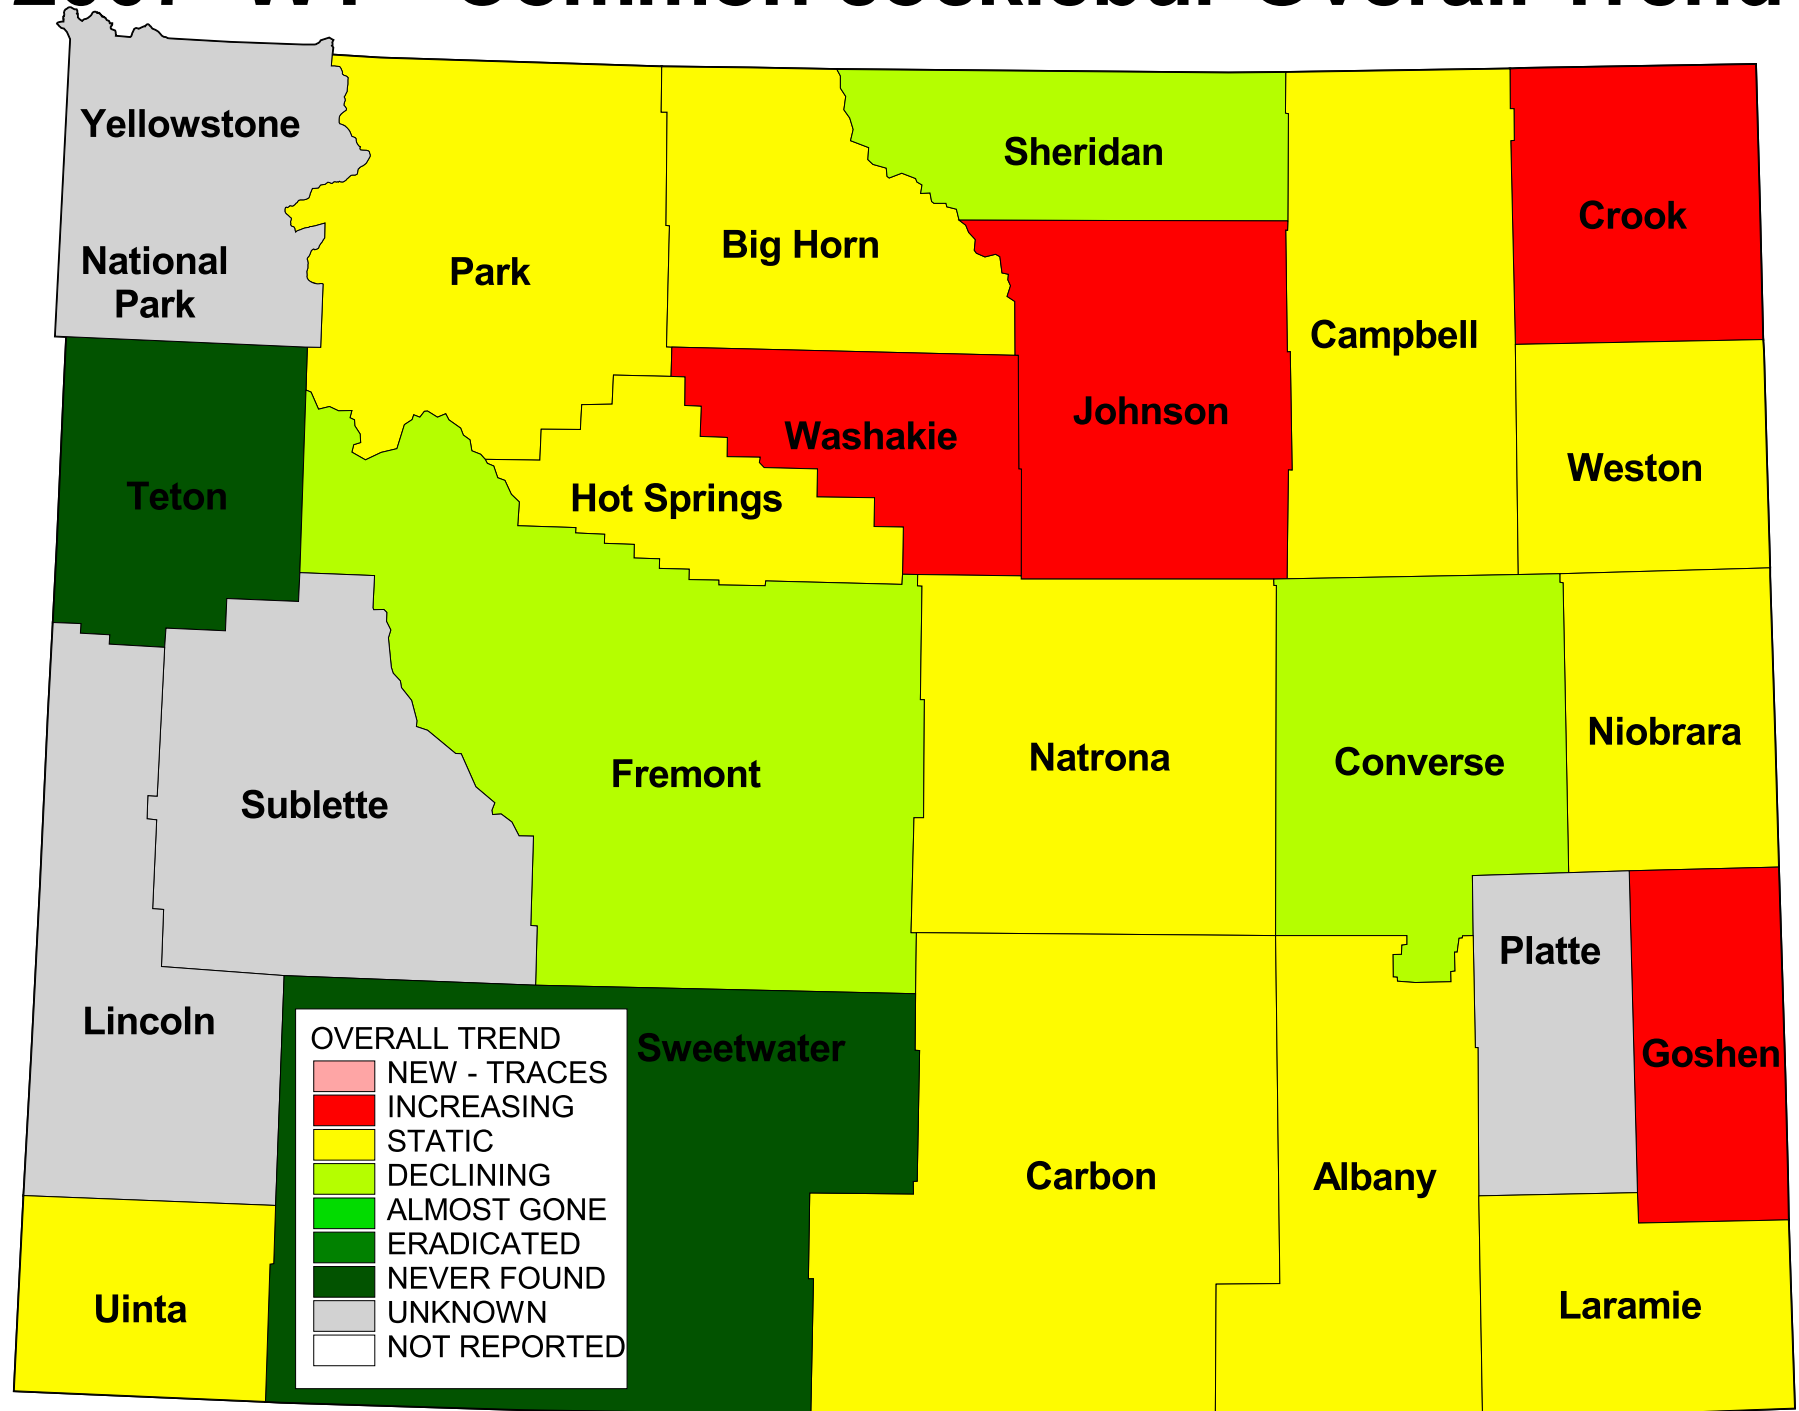 Yellowstone
National
Park
Park
Big Horn
Sheridan
Campbell
Crook
Johnson
Washakie
Hot Springs
Weston
Teton
Sublette
Fremont
Natrona
Converse
Niobrara
Lincoln
Sweetwater
Platte
Goshen
Carbon
Albany
Uinta
Laramie
OVERALL TREND
NEW - TRACES
INCREASING
STATIC
DECLINING
ALMOST GONE
ERADICATED
NEVER FOUND
UNKNOWN
NOT REPORTED